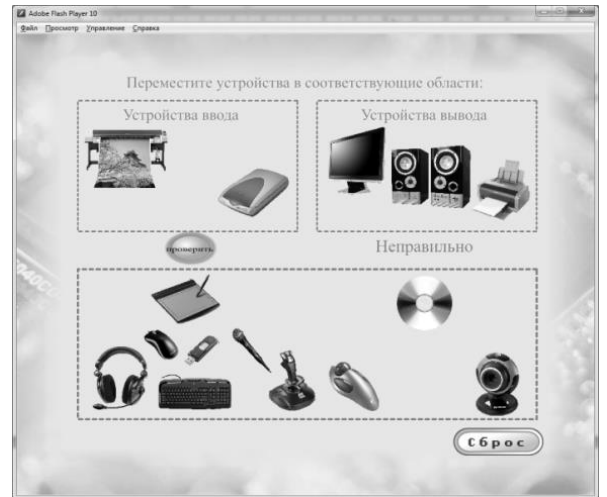 Adobe Flash Player 10
Файл Просмотр Управление Справка
Переместите устройства в соответствующие области:
Устройства ввода
Устройства вывода
проверить
Неправильно
Сброс